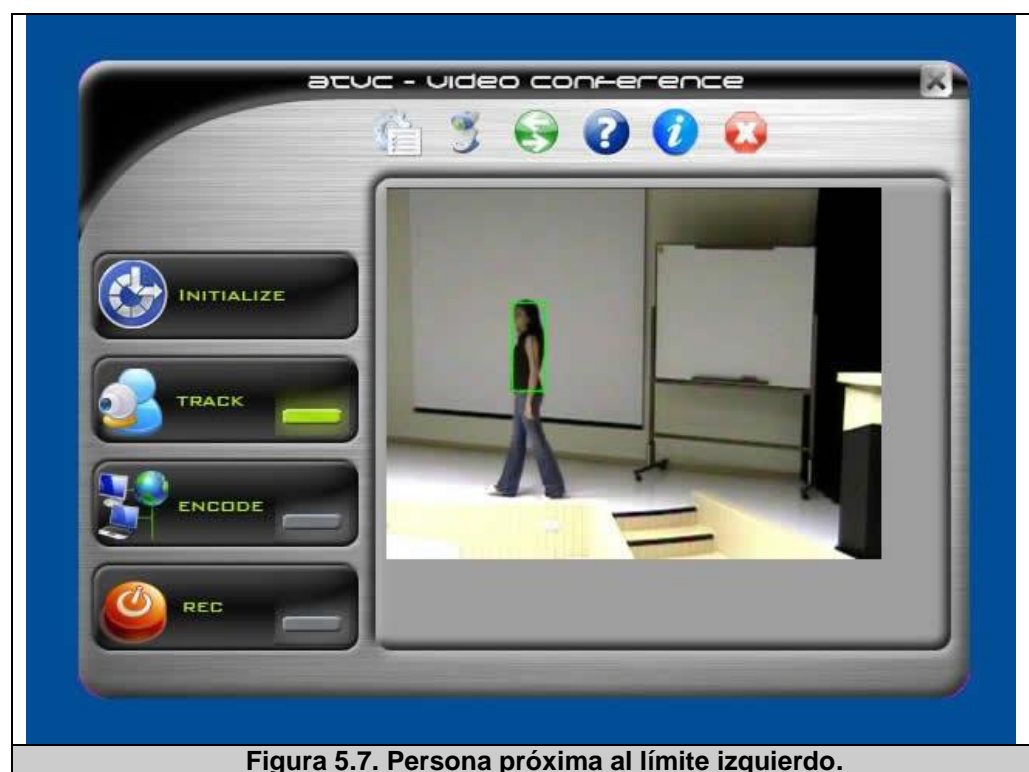 ATVC - VIDEO CONFERENCE
INITIALIZE
TRACK
ENCODE
REC
Figura 5.7. Persona próxima al límite izquierdo.